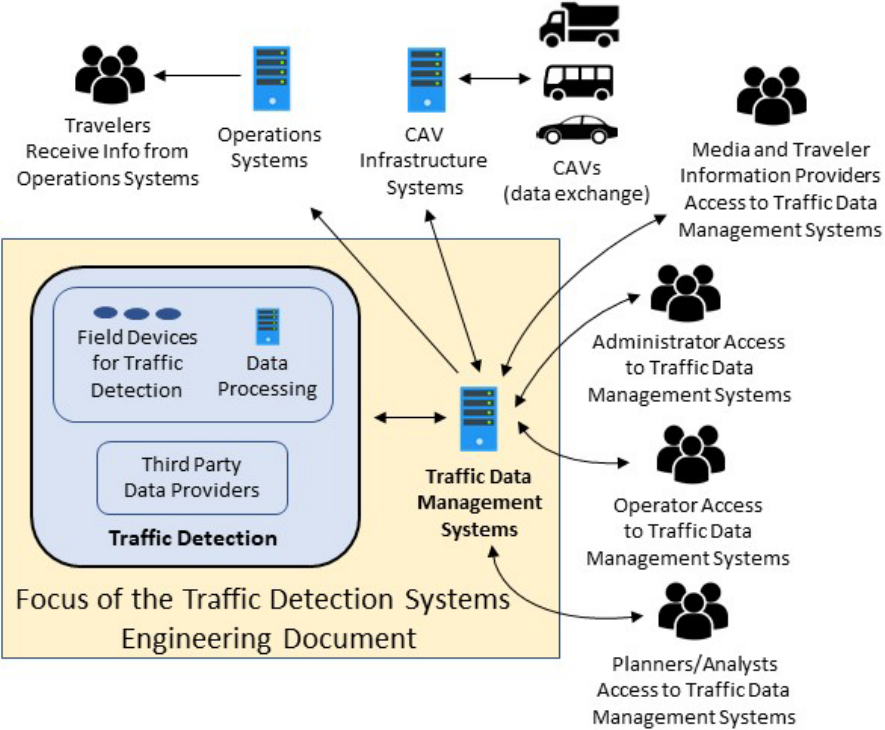 Travelers
Receive Info from
Operations Systems
Operations
Systems
CAV
Infrastructure
Systems
CAVs
(data exchange)
Media and Traveler
Information Providers
Access to Traffic Data
Management Systems
Field Devices
for Traffic
Detection
Data
Processing
Third Party
Data Providers
Traffic Detection
Traffic Data
Management
Systems
Focus of the Traffic Detection Systems
Engineering Document
Administrator Access
to Traffic Data
Management Systems
Operator Access
to Traffic Data
Management Systems
Planners/Analysts
Access to Traffic Data
Management Systems